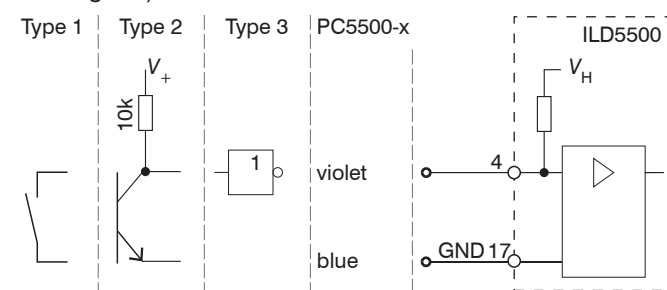 Type 1 Type 2 Type 3 PC5500-x ILD5500
V+
VH
10k
1
violet 4
blue GND 17